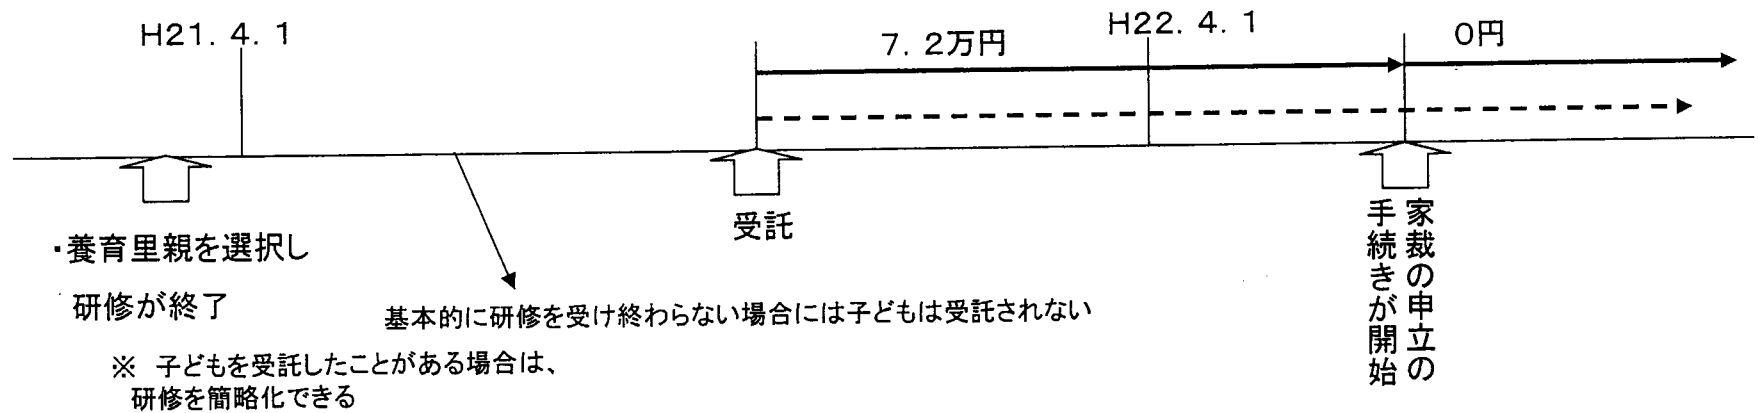 H21. 4. 1
7. 2万円
H22. 4. 1
0円
受託
・養育里親を選択し
研修が終了
基本的に研修を受け終わらない場合には子どもは受託されない
※ 子どもを受託したことがある場合は、
研修を簡略化できる
家裁の申立の
手続きが開始